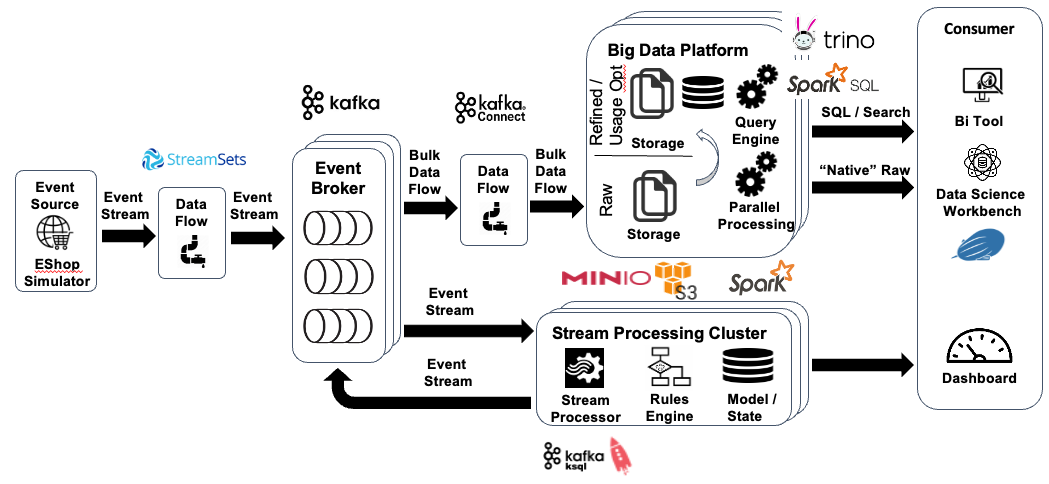 Event
Source
EShop
Simulator
Event
Stream
StreamSets
Data
Flow
Event
Stream
kafka
Event
Broker
Bulk
Data
Flow
kafka®
Connect
Data
Flow
Bulk
Data
Flow
Big Data Platform
Refined /
Usage Opt
Storage
Query
Engine
Raw
Storage
Parallel
Processing
trino
Spark SQL
SQL / Search
“Native” Raw
MINIO
S3
Spark
Event
Stream
Event
Stream
Stream Processing Cluster
Stream
Processor
Rules
Engine
Model /
State
kafka
ksql
Consumer
Bi Tool
Data Science
Workbench
Dashboard